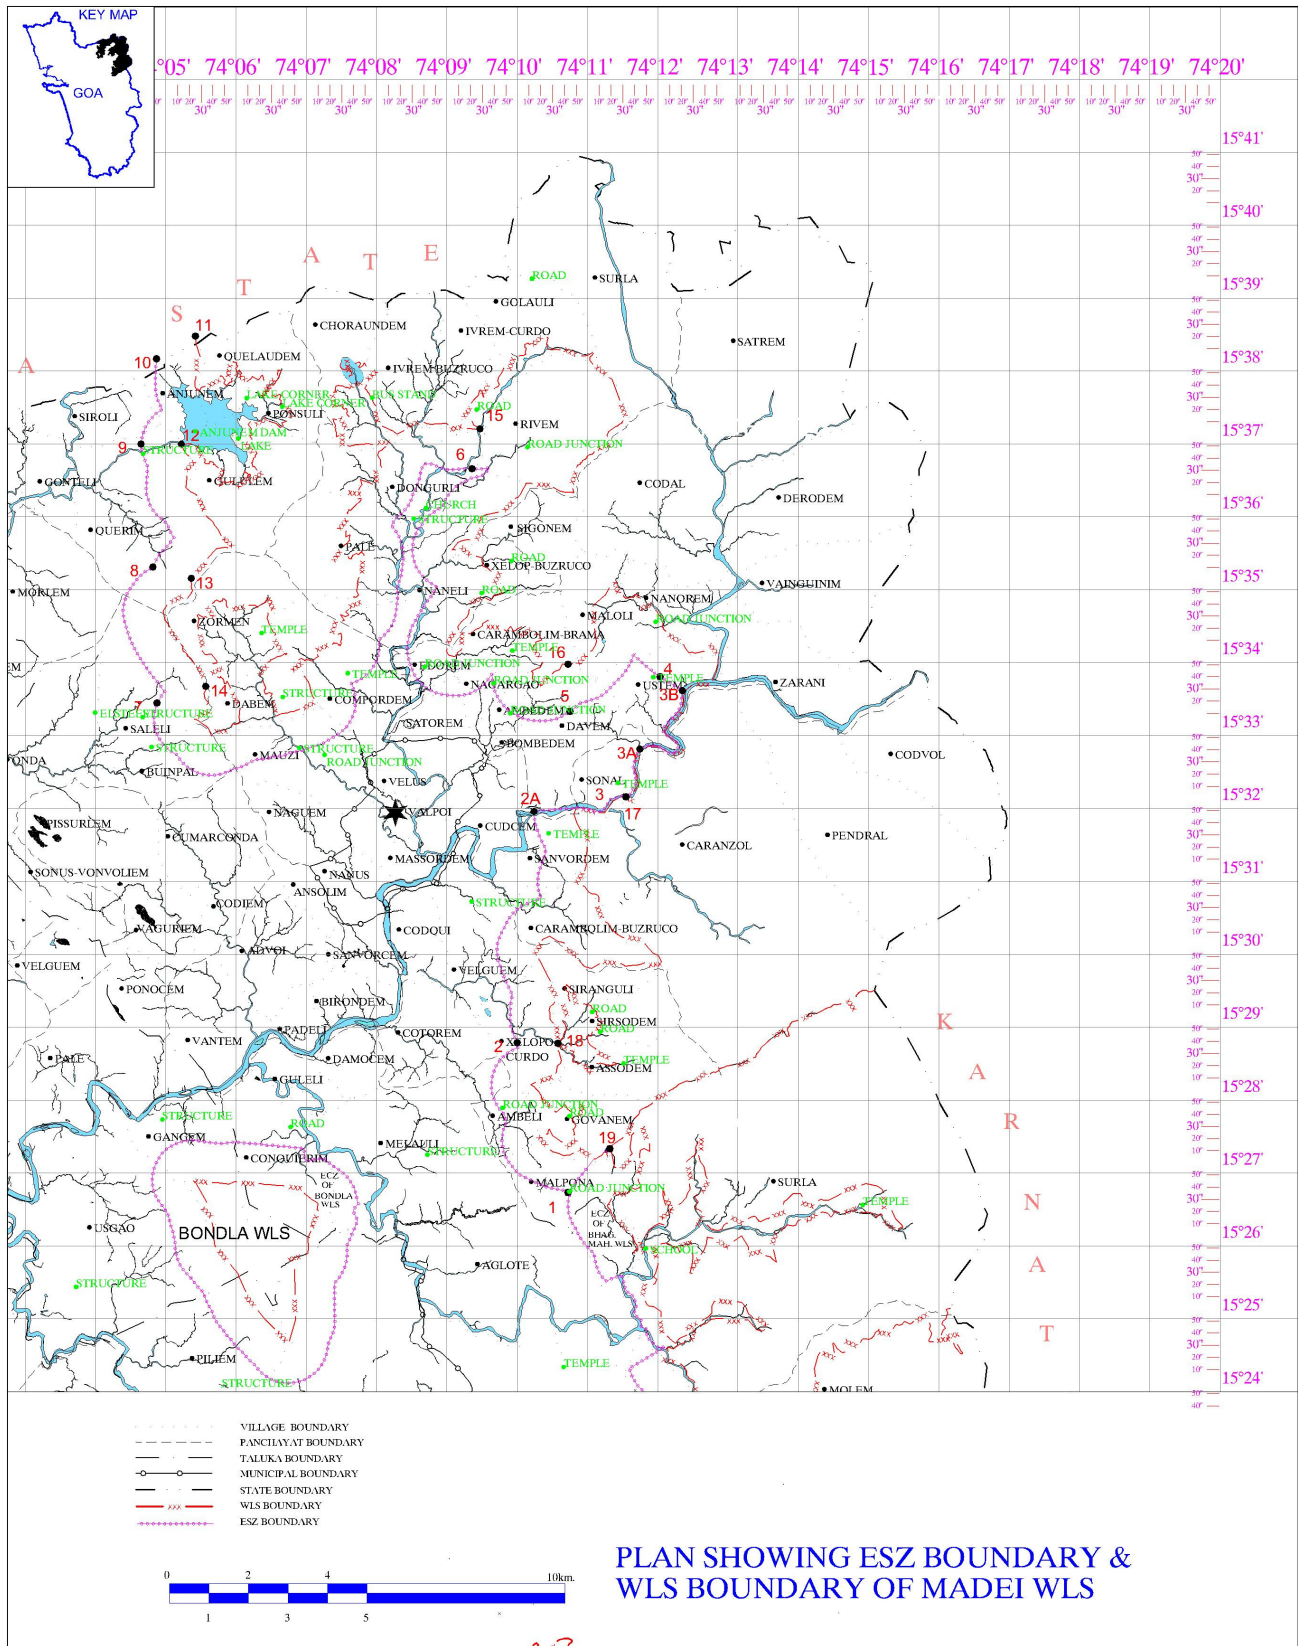 KEY MAP
GOA
°05' 74°06' 74°07' 74°08' 74°09' 74°10' 74°11' 74°12' 74°13' 74°14' 74°15' 74°16' 74°17' 74°18' 74°19' 74°20'
15°41'
15°40'
15°39'
15°38'
15°37'
15°36'
15°35'
15°34'
15°33'
15°32'
15°31'
15°30'
15°29'
15°28'
15°27'
15°26'
15°25'
15°24'
A S T A T E
ROAD
SURLA
GOLAULI
CHORAUNDEM
IVREM-CURDO
11
SATREM
QUELAUDEM
10
IVREM-BUZRUCO
ANJUNEM
LAKE CORNER
BUS STAND
LAKE CORNER
ROAD
SIROLI
PONSULI
15
RIVEM
ANJUNEM DAM
12
9
LAKE
STRUCTURE
ROAD JUNCTION
6
GONTELI
GULULEM
DONGURLI
CODAL
DERODEM
CHURCH
STRUCTURE
QUERIM
SIGONEM
PALE
ROAD
XELOP-BUZRUCO
8
13
VAINGUINIM
MORLEM
NANELI
ROAD
NANOREM
MALOLI
ROAD JUNCTION
ZORMEN
TEMPLE
CARAMBOLIM-BRAMA
TEMPLE
EDOREM
ROAD JUNCTION
16
TEMPLE
4
TEMPLE
NAGARGAO
ROAD JUNCTION
USTEM
ZARANI
14
STRUCTURE
3B
7
DABEM
COMPORDEM
5
STRUCTURE
AMBEDEM
ROAD JUNCTION
SATOREM
DAVEM
SALELI
STRUCTURE
STRUCTURE
BOMBEDEM
3A
MAUZI
ROAD JUNCTION
CODVOL
ONDA
BUINPAL
VELUS
SONAL
TEMPLE
2A
3
17
NAGUEM
VALPOI
PISSURLEM
CUMARCONDA
CUDCEM
TEMPLE
PENDRAL
CARANZOL
MASSORDEM
SANVORDEM
SONUS-VONVOLIEM
NANUS
ANSOLIM
CODIEM
STRUCTURE
VAGURIEM
CODQUI
CARAMBOLIM-BUZRUCO
ADVOI
SANVORCEM
VELGUEM
VELGUEM
PONOCEM
SIRANGULI
BIRONDEM
ROAD
SIRSODEM
PADELI
COTOREM
ROAD
VANTEM
2
XELOPO
CURDO
18
PALE
DAMOCEM
TEMPLE
ASSODEM
GULELI
ROAD JUNCTION
STRUCTURE
AMBELI
ROAD
GOVANEM
ROAD
GANGEM
MELAULI
STRUCTURE
19
CONQUIERIM
ECZ
OF
BONDLA
WLS
MALPONA
ROAD JUNCTION
SURLA
TEMPLE
1
USGAO
BONDLA WLS
ECZ
OF
BHAG.
MAH. WLS
SCHOOL
AGLOTE
STRUCTURE
PILIEM
TEMPLE
STRUCTURE
MOLEM
K
A
R
N
A
T
VILLAGE BOUNDARY
PANCHAYAT BOUNDARY
TALUKA BOUNDARY
MUNICIPAL BOUNDARY
STATE BOUNDARY
WLS BOUNDARY
ESZ BOUNDARY
0 2 4 10km.
1 3 5
PLAN SHOWING ESZ BOUNDARY &
WLS BOUNDARY OF MADEI WLS